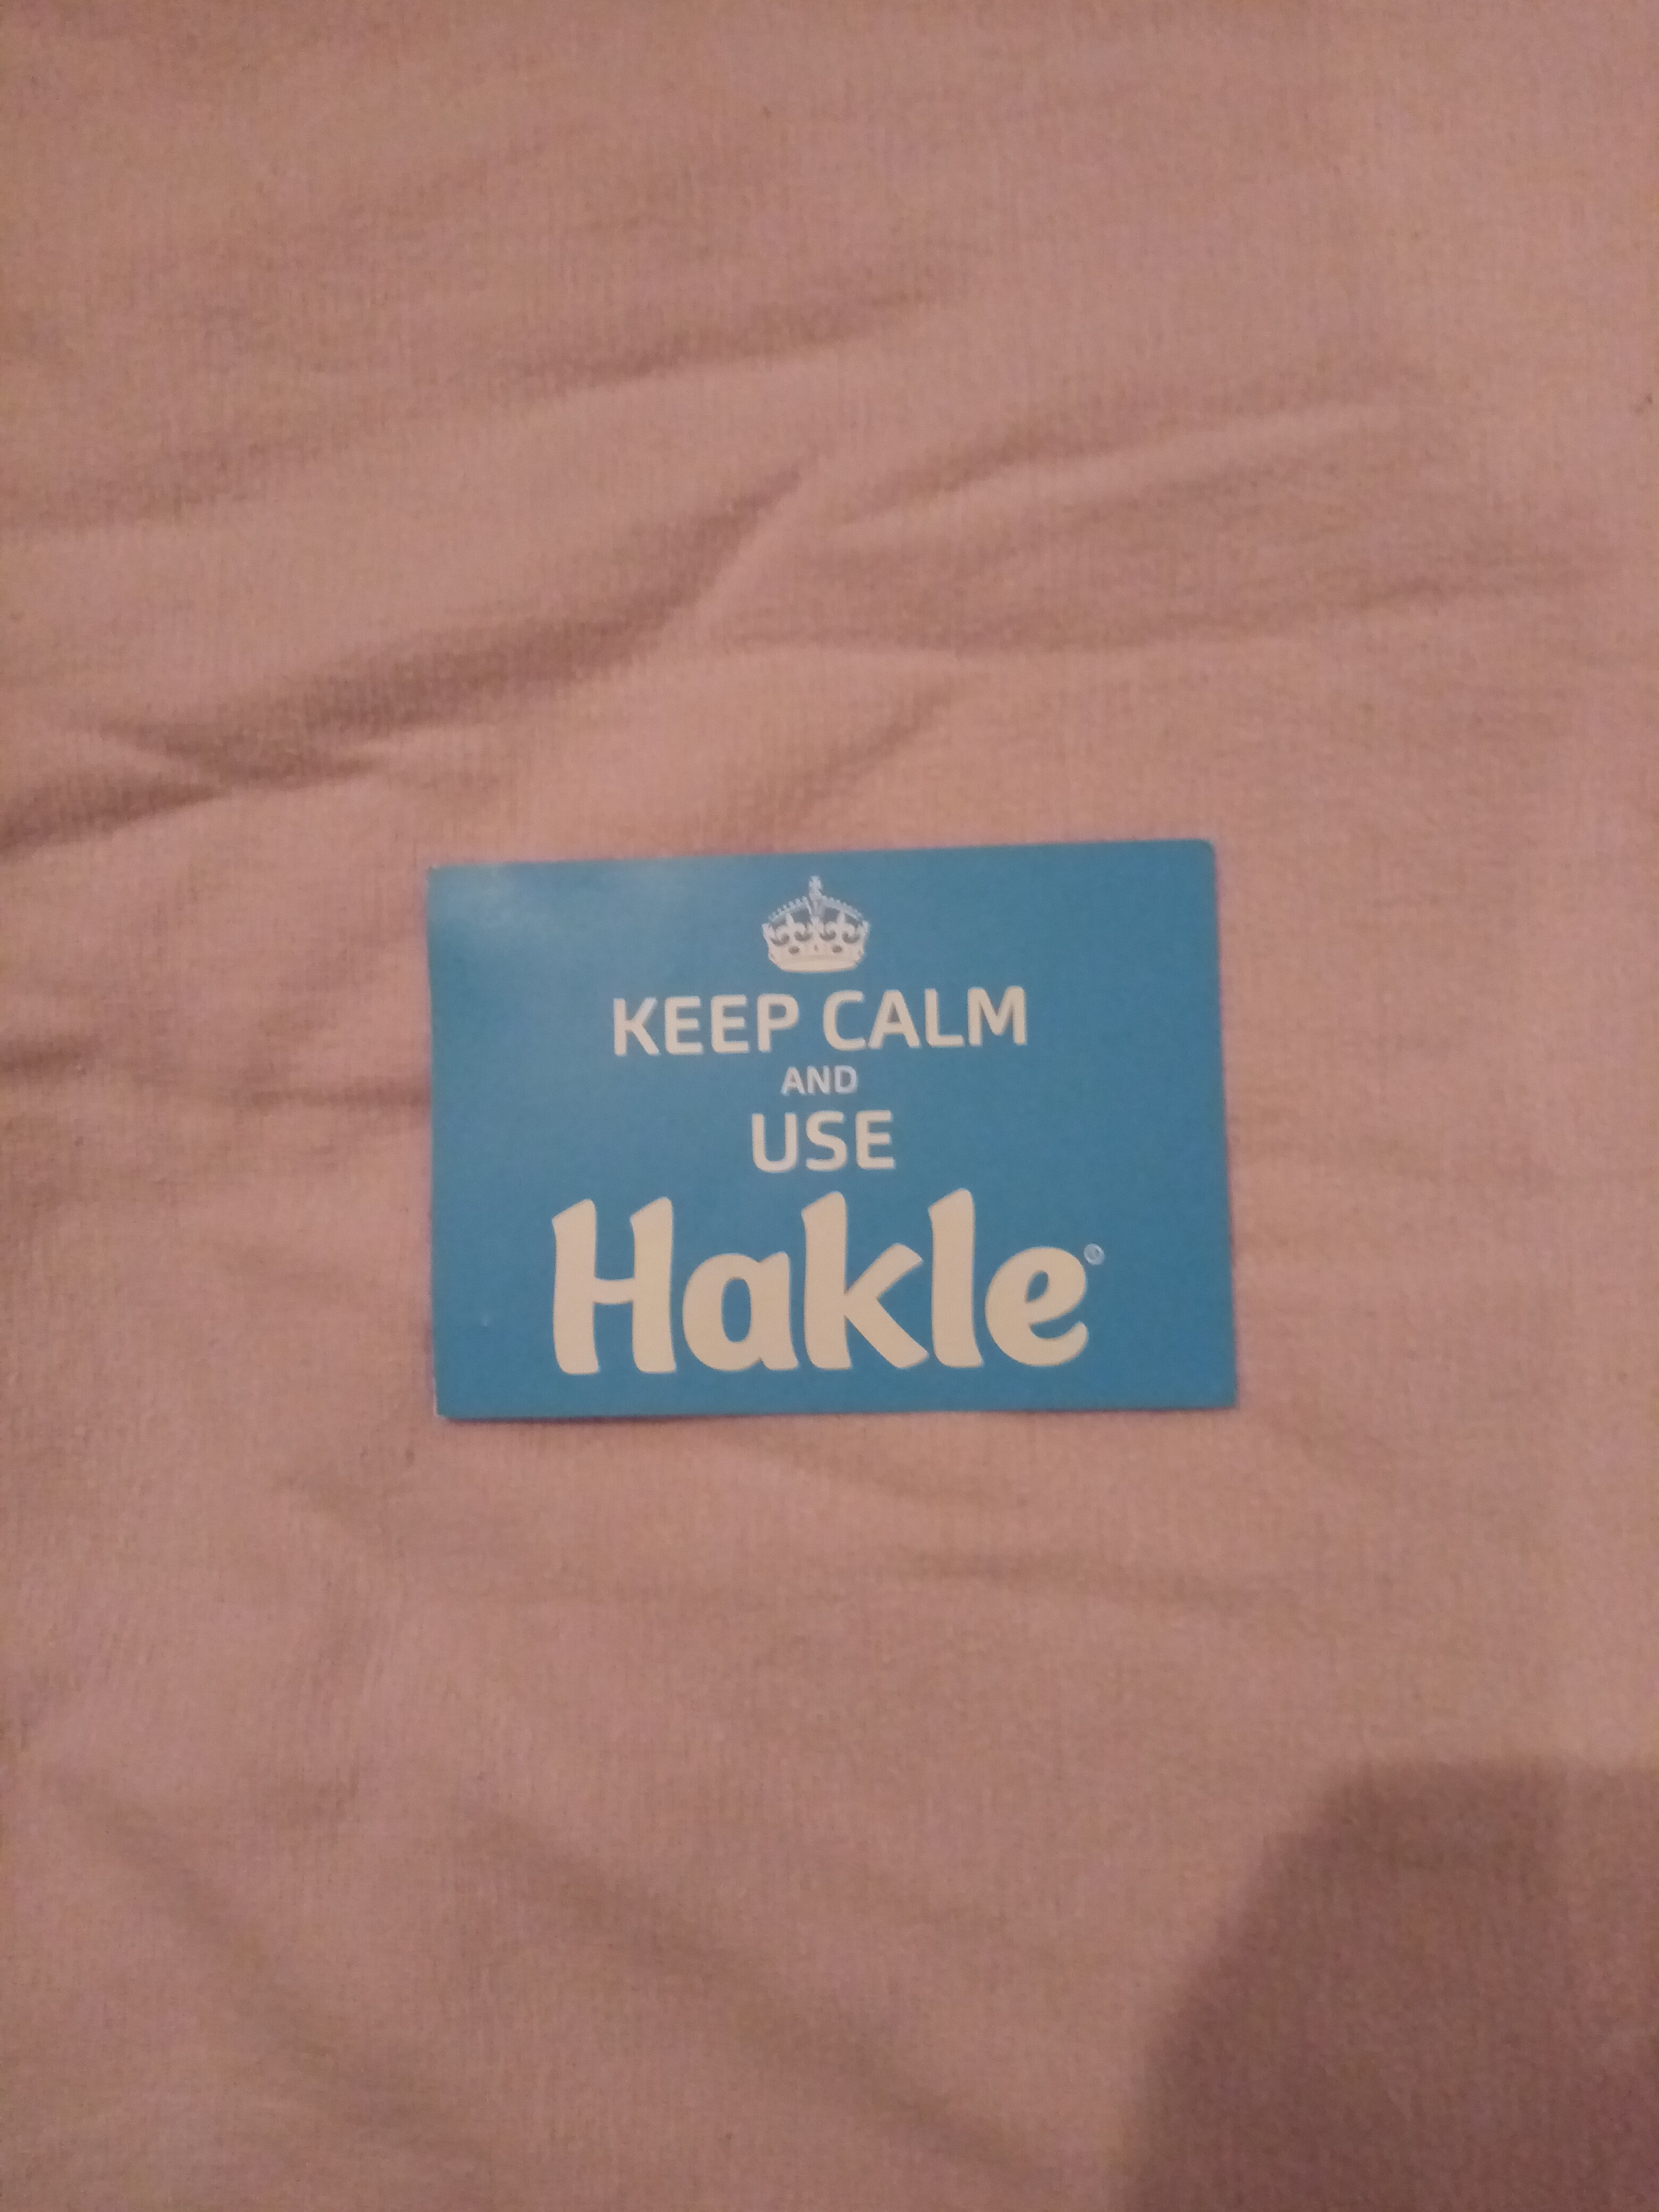 KEEP CALM
AND
USE
Hakle®